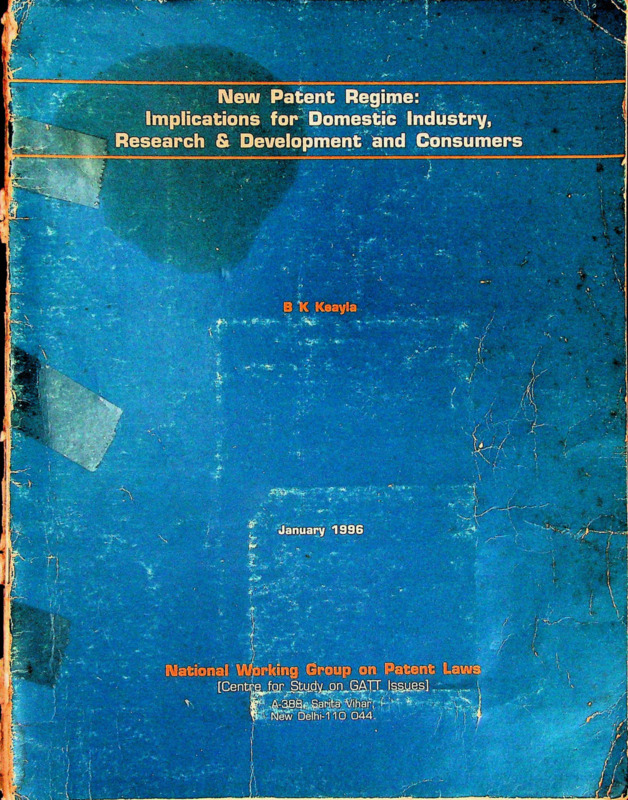 New Patent Regime:
Implications for Domestic Industry,
Research & Development and Consumers
B K Keayla
January 1996
National Working Group on Patent Laws
[Centre for Study on GATT Issues]
A-388, Sarita Vihar,
New Delhi-110 044.